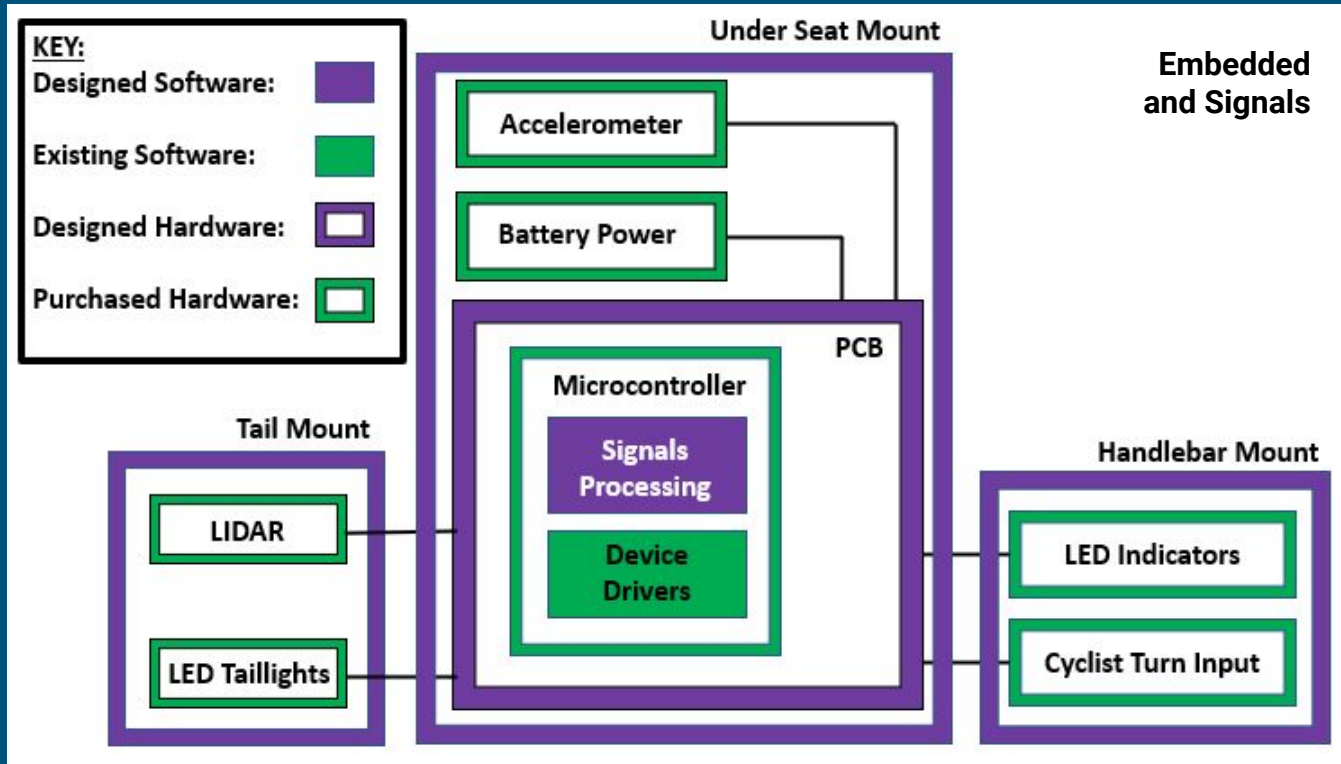 KEY:
Designed Software:
Existing Software:
Designed Hardware:
Purchased Hardware:
Under Seat Mount
Embedded
and Signals
Accelerometer
Battery Power
PCB
Microcontroller
Signals
Processing
Device
Drivers
Tail Mount
LIDAR
LED Taillights
Handlebar Mount
LED Indicators
Cyclist Turn Input